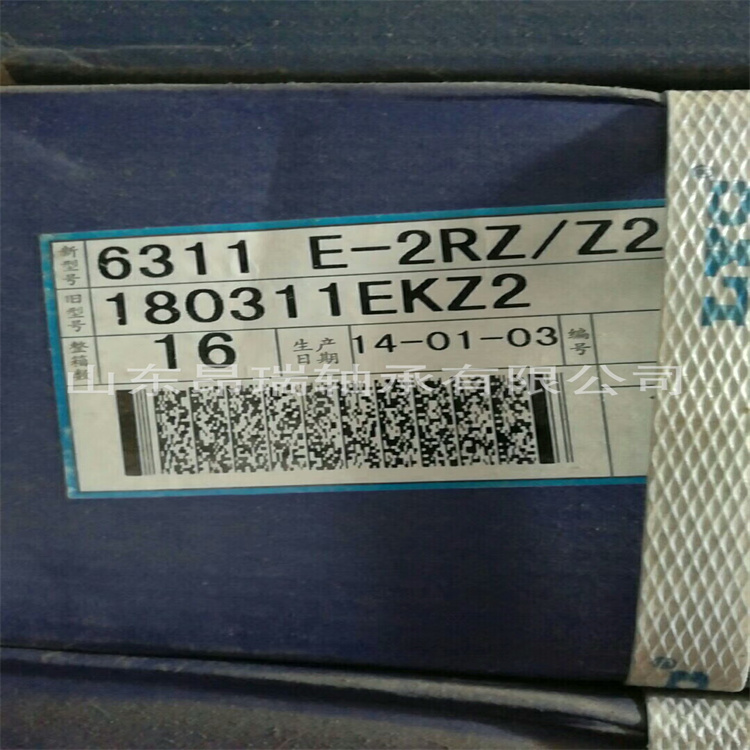 新型号 6311 E-2RZ/Z2
旧型号 180311EKZ2
整箱数 16 生产日期 14-01-03 编号
山东昂瑞轴承有限公司